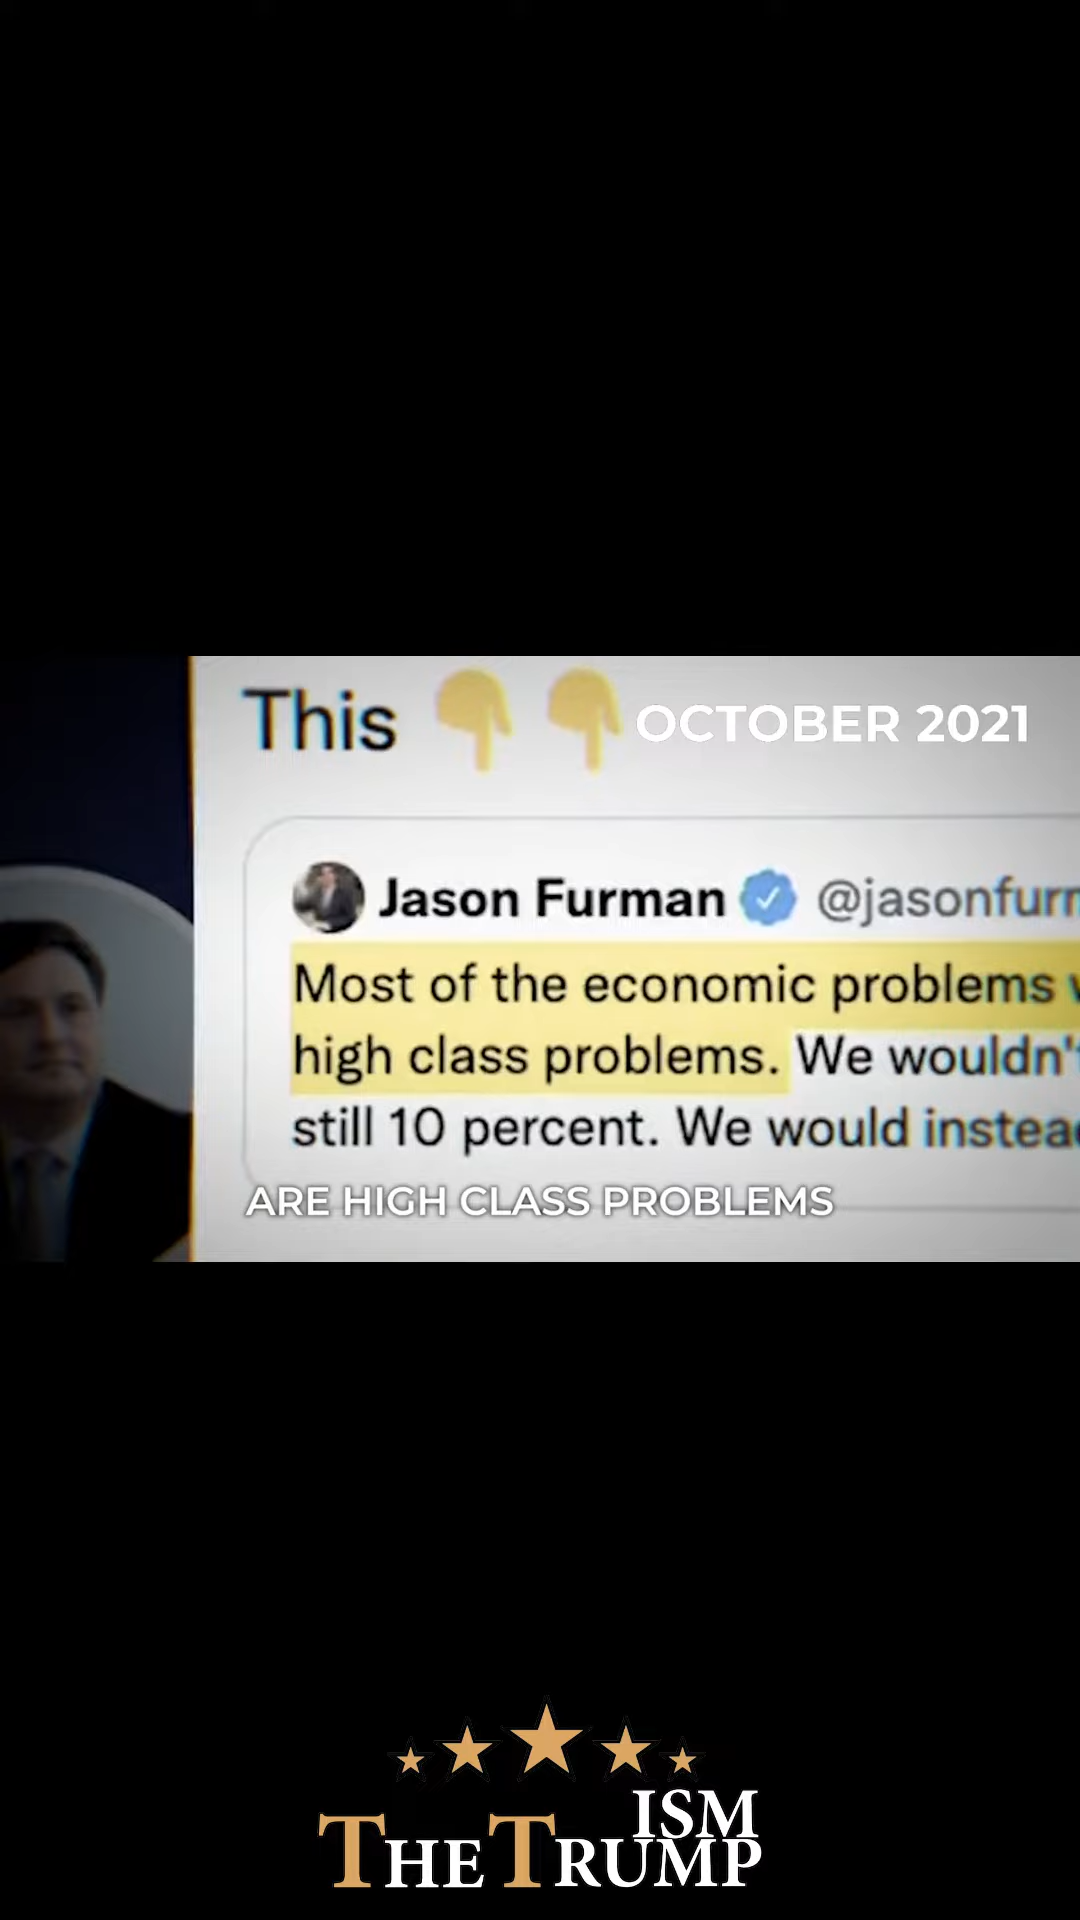 This 👇👇 OCTOBER 2021
Jason Furman @jasonfur
Most of the economic problems
high class problems. We wouldn'
still 10 percent. We would instea
ARE HIGH CLASS PROBLEMS
ISM
THE TRUMP